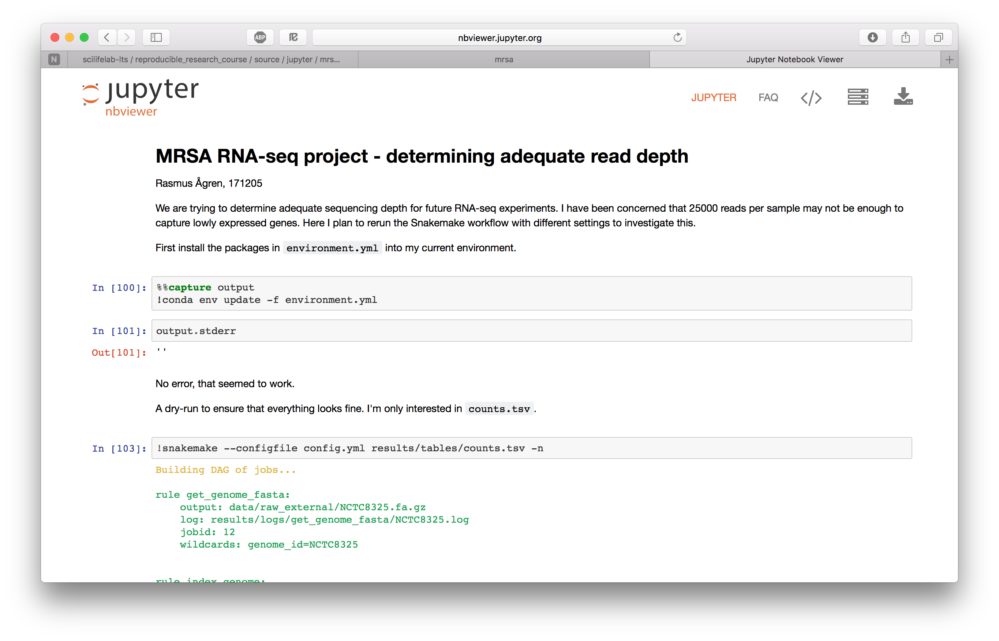 ABP
nbviewer.jupyter.org
N
scilifelab-lts / reproducible_research_course / source / jupyter / mrs...
mrsa
Jupyter Notebook Viewer
jupyter
nbviewer
JUPYTER
FAQ
MRSA RNA-seq project - determining adequate read depth
Rasmus Ågren, 171205
We are trying to determine adequate sequencing depth for future RNA-seq experiments. I have been concerned that 25000 reads per sample may not be enough to
capture lowly expressed genes. Here I plan to rerun the Snakemake workflow with different settings to investigate this.
First install the packages in environment.yml into my current environment.
In [100]: %%capture output
!conda env update -f environment.yml
In [101]: output.stderr
Out[101]: ''
No error, that seemed to work.
A dry-run to ensure that everything looks fine. I'm only interested in counts.tsv.
In [103]: !snakemake --configfile config.yml results/tables/counts.tsv -n
Building DAG of jobs...
rule get_genome_fasta:
output: data/raw_external/NCTC8325.fa.gz
log: results/logs/get_genome_fasta/NCTC8325.log
jobid: 12
wildcards: genome_id=NCTC8325
rule index_genome: